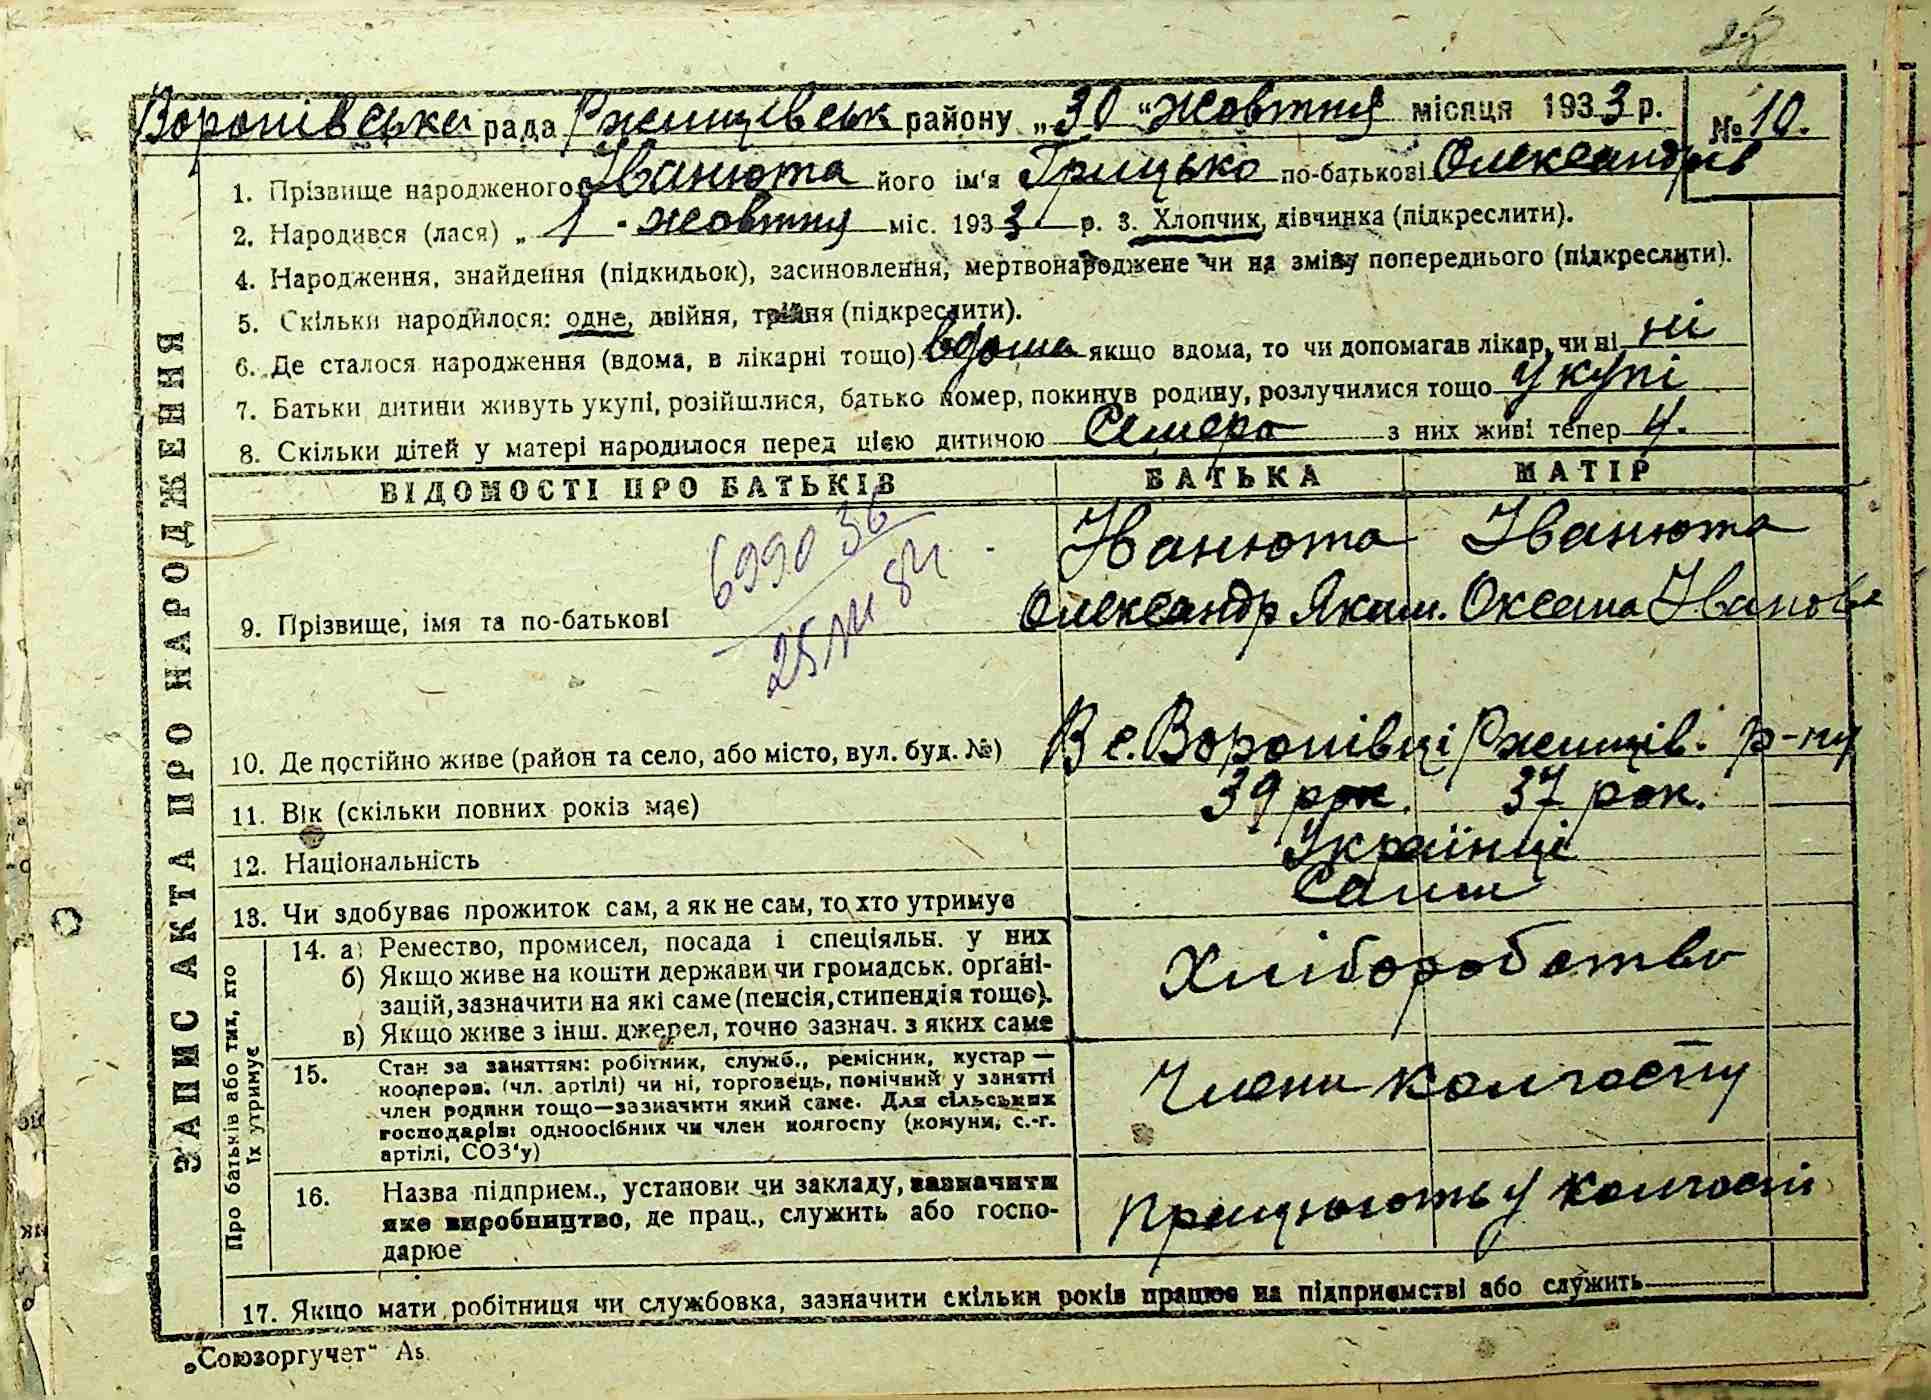 28
Воропівська рада Ржищівськ району „30“ Жовтня місяця 1933 р. № 10.
1. Прізвище народженого Іванюта його ім'я Грицько по-батькові Олександрів
2. Народився (лася) „ 1 - жовтня міс. 1933 р. 3. Хлопчик, дівчинка (підкреслити).
4. Народження, знайдення (підкидьок), засиновлення, мертвонароджене чи на зміну попереднього (підкреслити).
5. Скільки народилося: одне, двійня, трійня (підкреслити).
6. Де сталося народження (вдома, в лікарні тощо) вдома якщо вдома, то чи допомагав лікар, чи ні ні
7. Батьки дитини живуть укупі, розійшлися, батько помер, покинув родину, розлучилися тощо укупі
8. Скільки дітей у матері народилося перед цією дитиною Семеро з них живі тепер 4.
ЗАПИС АКТА ПРО НАРОДЖЕННЯ
ВІДОМОСТІ ПРО БАТЬКІВ БАТЬКА МАТІР
699036
25
Іванюта Іванюта
9. Прізвище, імя та по-батькові Олександр Яким. Оксана Іванов
10. Де постійно живе (район та село, або місто, вул. буд. №) В с. Воропівці Ржищів. р-ну
11. Вік (скільки повних років має) 39 рок. 37 рок.
12. Національність Українці
13. Чи здобуває прожиток сам, а як не сам, то хто утримує Самі
Про батьків або тих, хто їх утримує
14. а) Ремество, промисел, посада і спеціяльн. у них Хліборобство
б) Якщо живе на кошти держави чи громадськ. орґані-
зацій, зазначити на які саме (пенсія, стипендія тощо).
в) Якщо живе з інш. джерел, точно зазнач. з яких саме
15. Стан за заняттям: робітник, служб., ремісник, кустар —
кооперов. (чл. артілі) чи ні, торговець, помічний у занятті
член родини тощо—зазначити який саме. Для сільських
господарів: одноосібних чи член колгоспу (комуни, с.-г.
артілі, СОЗ'у)
Члени колгоспу
16. Назва підприєм., установи чи закладу, зазначити
яке виробництво, де прац., служить або госпо-
дарює
Працюють у колгоспі
17. Якщо мати робітниця чи службовка, зазначити скільки років працює на підприємстві або служить
„Союзоргучет“ А5